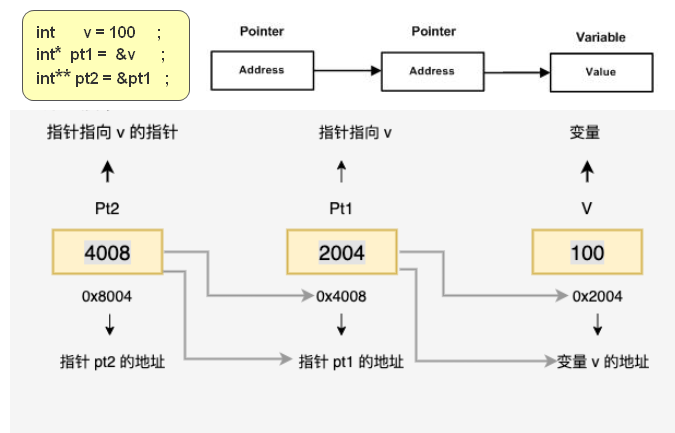 int v = 100 ;
int* pt1 = &v ;
int** pt2 = &pt1 ;
Pointer
Pointer
Variable
Address
Address
Value
指针指向 v 的指针
指针指向 v
变量
Pt2
Pt1
V
4008
2004
100
0x8004
0x4008
0x2004
指针 pt2 的地址
指针 pt1 的地址
变量 v 的地址